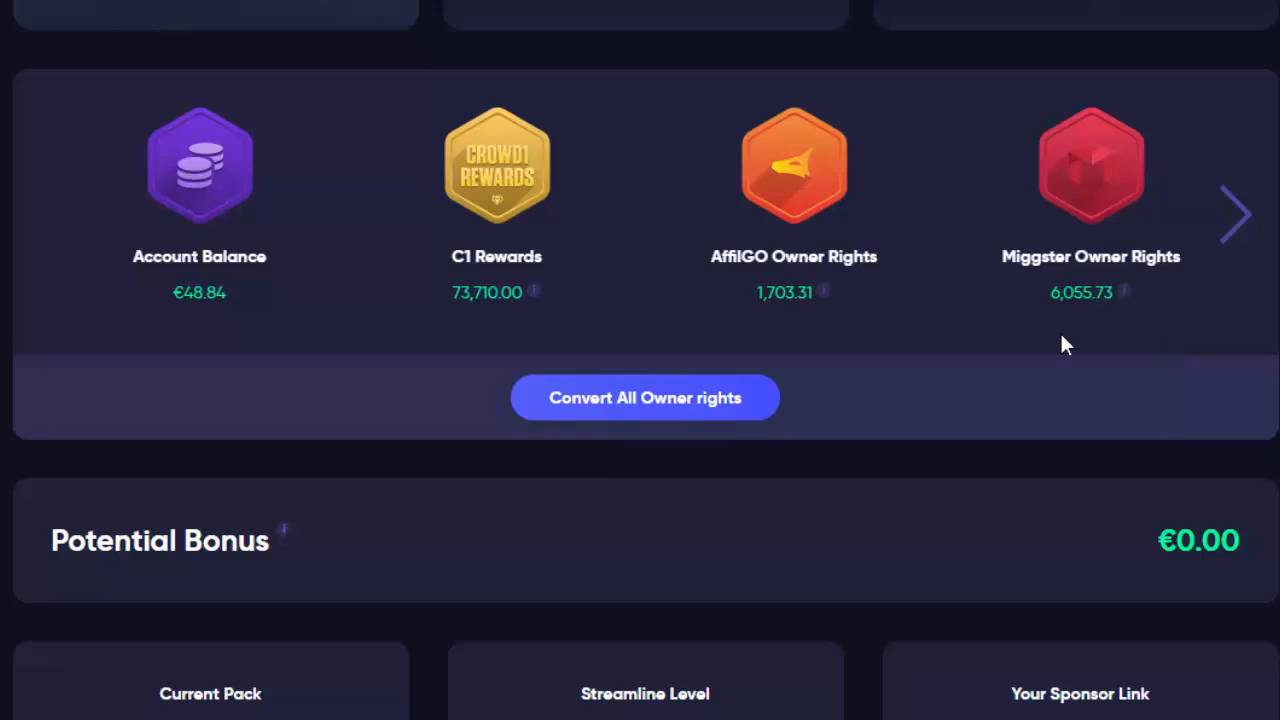 CROWD1
REWARDS
Account Balance
C1 Rewards
AffilGO Owner Rights
Miggster Owner Rights
€48.84
73,710.00
1,703.31
6,055.73
Convert All Owner rights
Potential Bonus
€0.00
Current Pack
Streamline Level
Your Sponsor Link